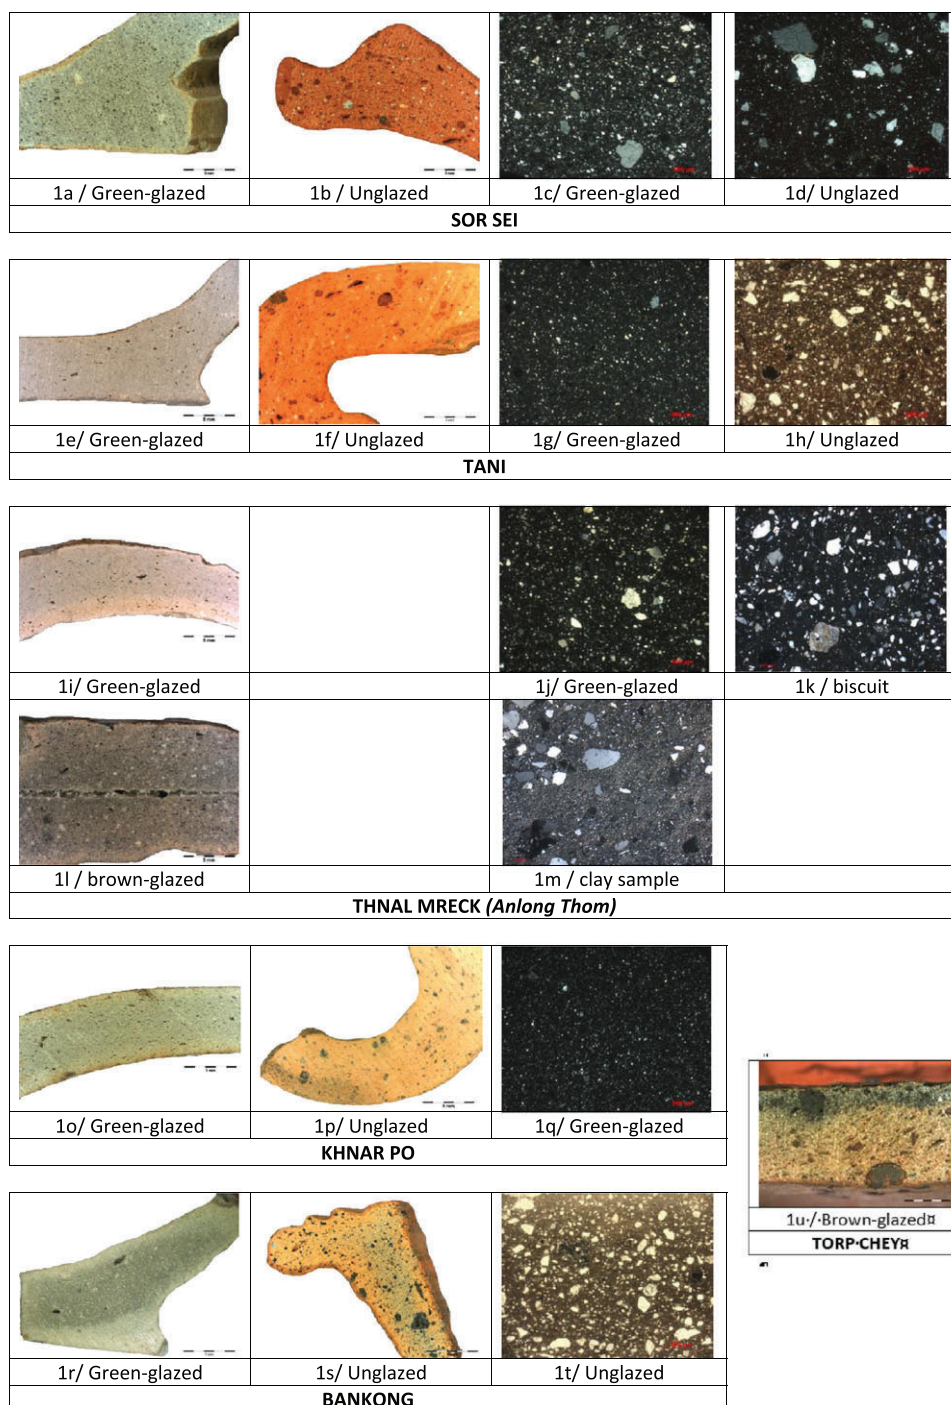 1a / Green-glazed
1b / Unglazed
1c/ Green-glazed
1d/ Unglazed
SOR SEI
1e/ Green-glazed
1f/ Unglazed
1g/ Green-glazed
1h/ Unglazed
TANI
1i/ Green-glazed
1j/ Green-glazed
1k / biscuit
1l / brown-glazed
1m / clay sample
THNAL MRECK (Anlong Thom)
1o/ Green-glazed
1p/ Unglazed
1q/ Green-glazed
KHNAR PO
1u·/·Brown-glazed¤
TORP·CHEY¤
1r/ Green-glazed
1s/ Unglazed
1t/ Unglazed
BANKONG